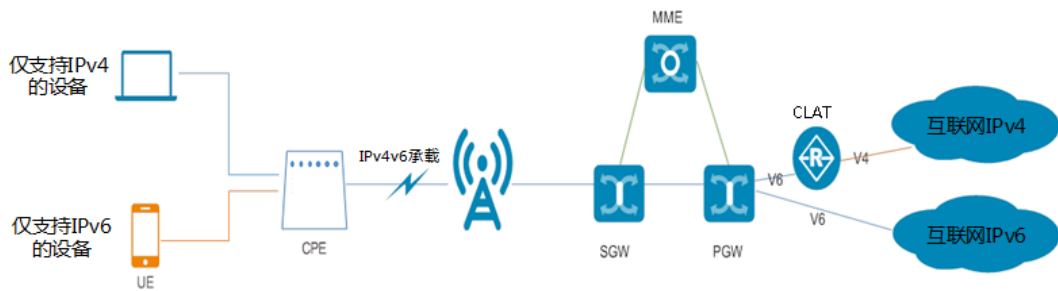 MME
仅支持IPv4
的设备
CLAT
互联网IPv4
IPv4v6承载
V4
V6
R
仅支持IPv6
的设备
CPE
SGW
PGW
V6
互联网IPv6
UE